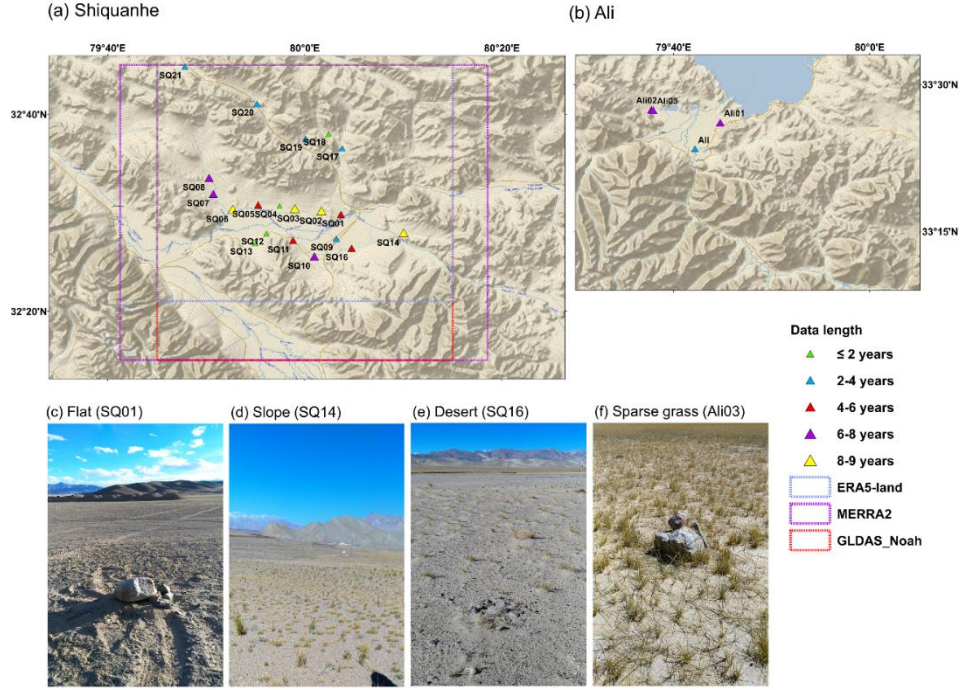 (a) Shiquanhe
(b) Ali
79°40'E
80°0'E
80°20'E
79°40'E
80°0'E
32°40'N
32°20'N
33°30'N
33°15'N
SQ21
SQ20
SQ19
SQ18
SQ17
SQ08
SQ07
SQ06
SQ05
SQ04
SQ03
SQ02
SQ01
SQ14
SQ12
SQ13
SQ11
SQ09
SQ16
SQ10
Ali02
Ali03
Ali01
Ali
Data length
≤ 2 years
2-4 years
4-6 years
6-8 years
8-9 years
ERA5-land
MERRA2
GLDAS_Noah
(c) Flat (SQ01)
(d) Slope (SQ14)
(e) Desert (SQ16)
(f) Sparse grass (Ali03)